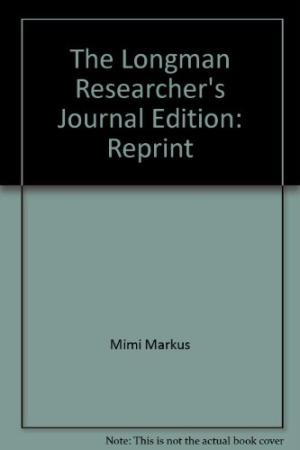 The Longman
Researcher's
Journal Edition:
Reprint
Mimi Markus
Note: This is not the actual book cover